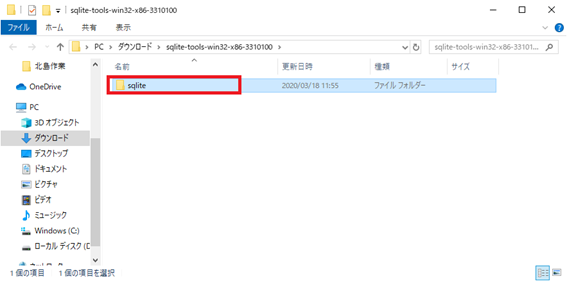 sqlite-tools-win32-x86-3310100
ファイル ホーム 共有 表示
PC › ダウンロード › sqlite-tools-win32-x86-3310100 ›
sqlite-tools-win32-x86-33101...
名前 更新日時 種類 サイズ
sqlite 2020/03/18 11:55 ファイル フォルダー
北島作業
OneDrive
PC
3D オブジェクト
ダウンロード
デスクトップ
ドキュメント
ピクチャ
ビデオ
ミュージック
Windows (C:)
ローカル ディスク (D
1 個の項目 1 個の項目を選択